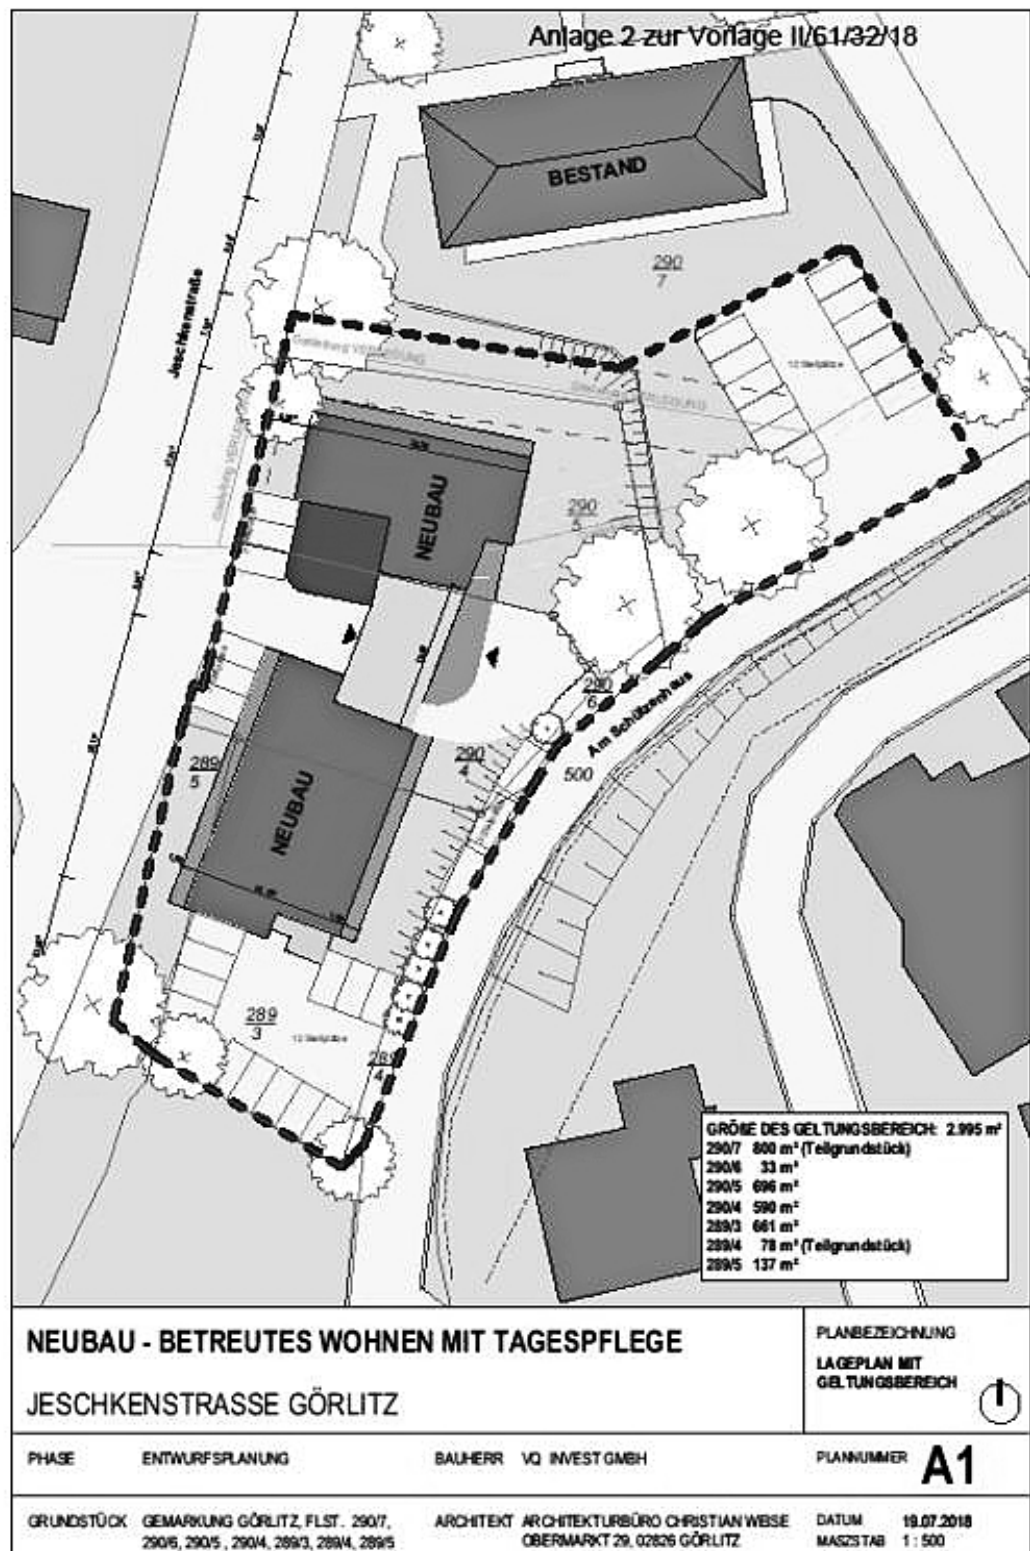 Anlage 2 zur Vorlage II/61/32/18
BESTAND
290
7
Jeschkenstraße
12 Stellplätze
NEUBAU
290
5
290
6
Am Schützenhaus
500
290
4
289
5
NEUBAU
289
3
12 Stellplätze
289
4
GRÖßE DES GELTUNGSBEREICH: 2.995 m²
290/7 800 m² (Teilgrundstück)
290/6 33 m²
290/5 696 m²
290/4 590 m²
289/3 661 m²
289/4 78 m² (Teilgrundstück)
289/5 137 m²
NEUBAU - BETREUTES WOHNEN MIT TAGESPFLEGE
JESCHKENSTRASSE GÖRLITZ
PLANBEZEICHNUNG
LAGEPLAN MIT
GELTUNGSBEREICH
PHASE ENTWURFSPLANUNG
BAUHERR VQ INVEST GMBH
PLANNUMMER A1
GRUNDSTÜCK GEMARKUNG GÖRLITZ, FLST. 290/7,
290/6, 290/5 , 290/4, 289/3, 289/4, 289/5
ARCHITEKT ARCHITEKTURBÜRO CHRISTIAN WEISE
OBERMARKT 29, 02826 GÖRLITZ
DATUM 19.07.2018
MASZSTAB 1 : 500